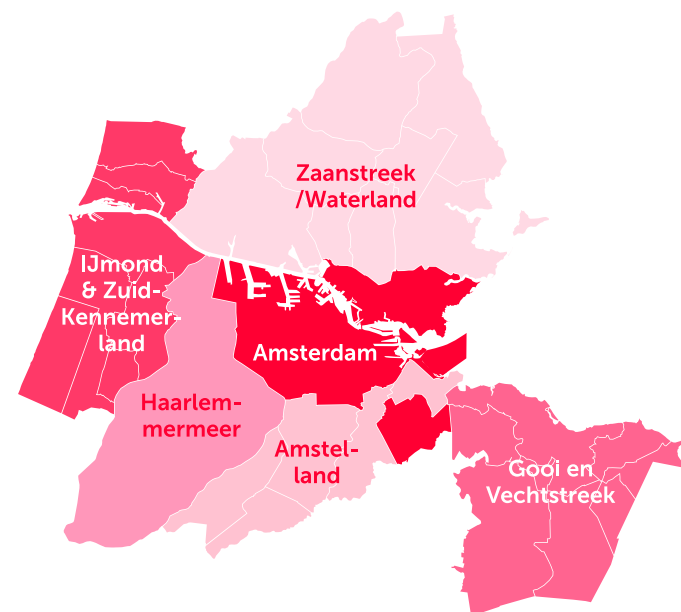 Zaanstreek
/Waterland
IJmond
& Zuid-
Kennemer-
land
Amsterdam
Haarlem-
mermeer
Amstel-
land
Gooi en
Vechtstreek